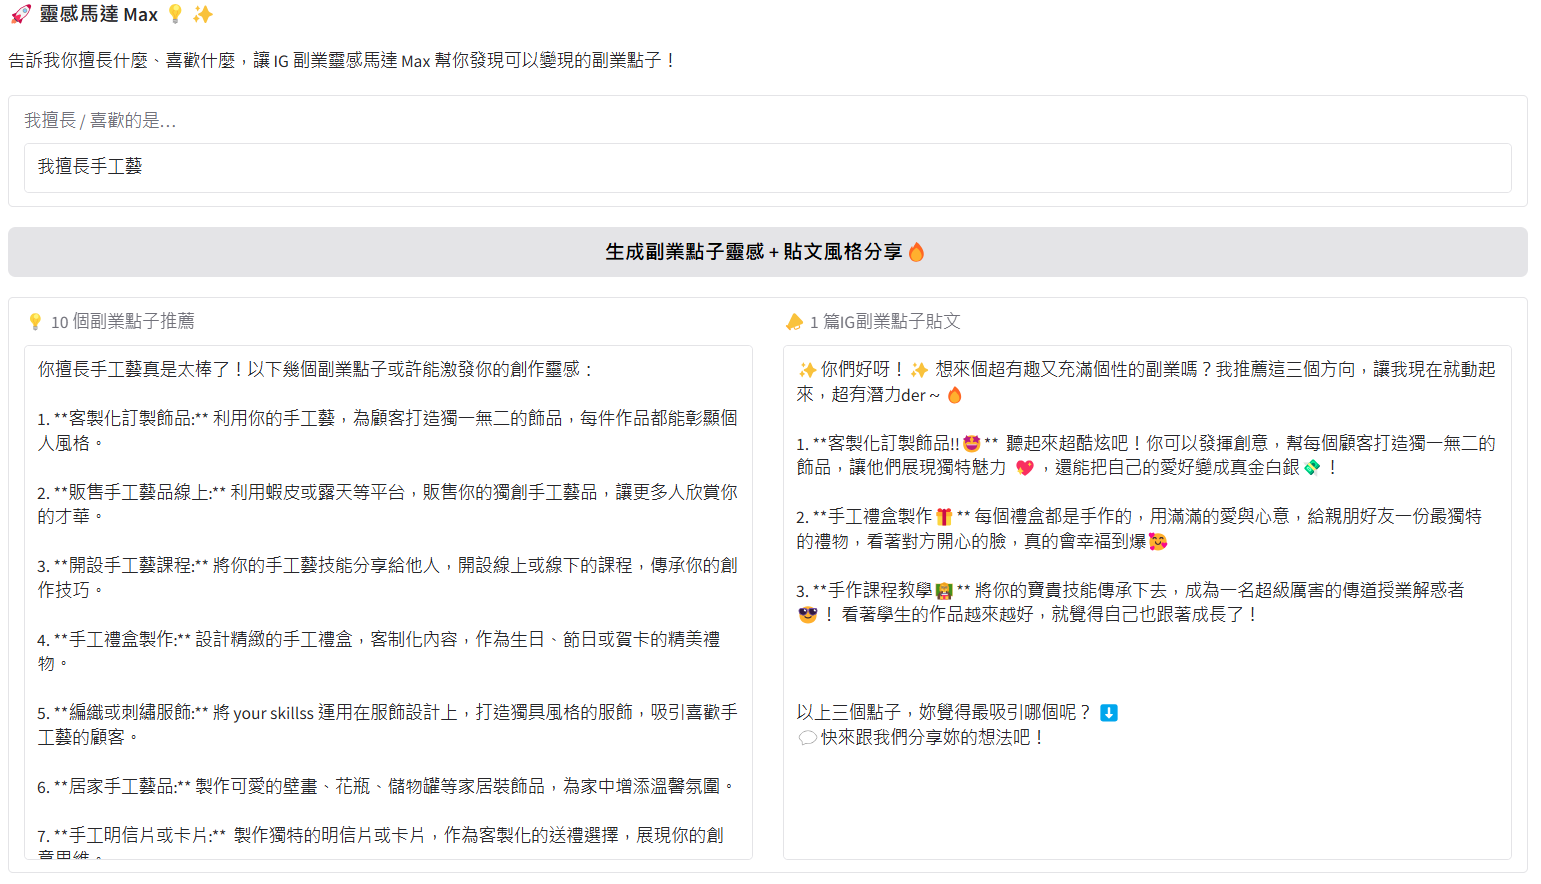 🚀 靈感馬達 Max 💡 ✨
告訴我你擅長什麼、喜歡什麼，讓 IG 副業靈感馬達 Max 幫你發現可以變現的副業點子！
我擅長 / 喜歡的是...
我擅長手工藝
生成副業點子靈感 + 貼文風格分享🔥
💡 10 個副業點子推薦
你擅長手工藝真是太棒了！以下幾個副業點子或許能激發你的創作靈感：
1. **客製化訂製飾品:** 利用你的手工藝，為顧客打造獨一無二的飾品，每件作品都能彰顯個
人風格。
2. **販售手工藝品線上:** 利用蝦皮或露天等平台，販售你的獨創手工藝品，讓更多人欣賞你
的才華。
3. **開設手工藝課程:** 將你的手工藝技能分享給他人，開設線上或線下的課程，傳承你的創
作技巧。
4. **手工禮盒製作:** 設計精緻的手工禮盒，客制化內容，作為生日、節日或賀卡的精美禮
物。
5. **編織或刺繡服飾:** 將 your skillss 運用在服飾設計上，打造獨具風格的服飾，吸引喜歡手
工藝的顧客。
6. **居家手工藝品:** 製作可愛的壁畫、花瓶、儲物罐等家居裝飾品，為家中增添溫馨氛圍。
7. **手工明信片或卡片:** 製作獨特的明信片或卡片，作為客製化的送禮選擇，展現你的創
意思維。
📣 1 篇IG副業點子貼文
✨你們好呀！✨ 想來個超有趣又充滿個性的副業嗎？我推薦這三個方向，讓我現在就動起
來，超有潛力der ~ 🔥
1. **客製化訂製飾品!!🤩** 聽起來超酷炫吧！你可以發揮創意，幫每個顧客打造獨一無二的
飾品，讓他們展現獨特魅力 💖，還能把自己的愛好變成真金白銀💸！
2. **手工禮盒製作🎁** 每個禮盒都是手作的，用滿滿的愛與心意，給親朋好友一份最獨特
的禮物，看著對方開心的臉，真的會幸福到爆🥰
3. **手作課程教學👩‍🏫** 將你的寶貴技能傳承下去，成為一名超級厲害的傳道授業解惑者
😎！ 看著學生的作品越來越好，就覺得自己也跟著成長了！
以上三個點子，妳覺得最吸引哪個呢？ ⬇️
💬快來跟我們分享妳的想法吧！